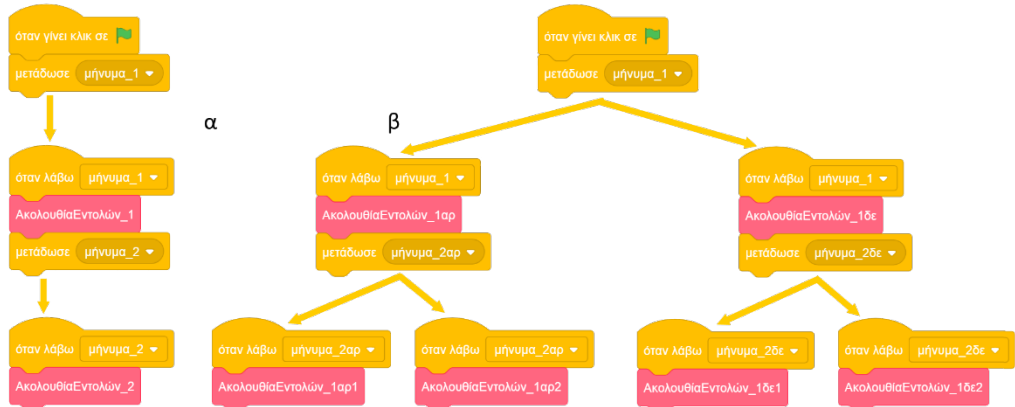 όταν γίνει κλικ σε
μετάδωσε μήνυμα_1
όταν λάβω μήνυμα_1
ΑκολουθίαΕντολών_1
μετάδωσε μήνυμα_2
όταν λάβω μήνυμα_2
ΑκολουθίαΕντολών_2
α
β
όταν γίνει κλικ σε
μετάδωσε μήνυμα_1
όταν λάβω μήνυμα_1
ΑκολουθίαΕντολών_1αρ
μετάδωσε μήνυμα_2αρ
όταν λάβω μήνυμα_1
ΑκολουθίαΕντολών_1δε
μετάδωσε μήνυμα_2δε
όταν λάβω μήνυμα_2αρ
ΑκολουθίαΕντολών_1αρ1
όταν λάβω μήνυμα_2αρ
ΑκολουθίαΕντολών_1αρ2
όταν λάβω μήνυμα_2δε
ΑκολουθίαΕντολών_1δε1
όταν λάβω μήνυμα_2δε
ΑκολουθίαΕντολών_1δε2